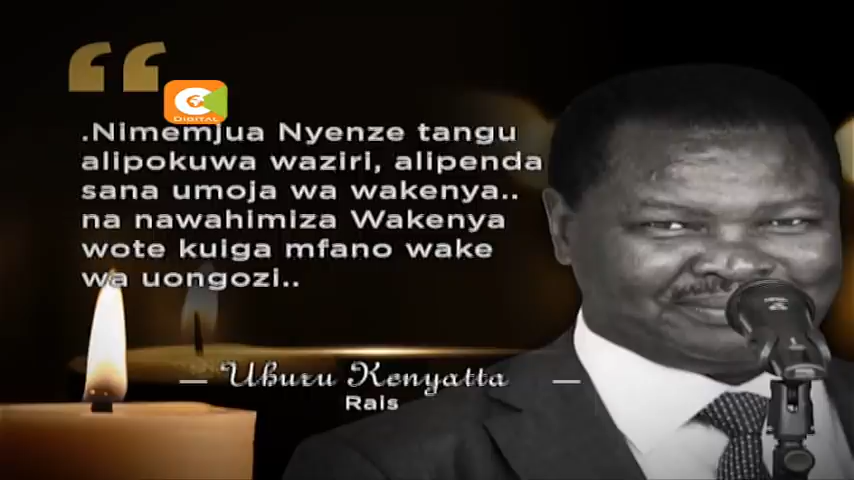 DIGITAL
.Nimemjua Nyenze tangu
alipokuwa waziri, alipenda
sana umoja wa wakenya..
na nawahimiza Wakenya
wote kuiga mfano wake
wa uongozi..
— Uhuru Kenyatta —
Rais